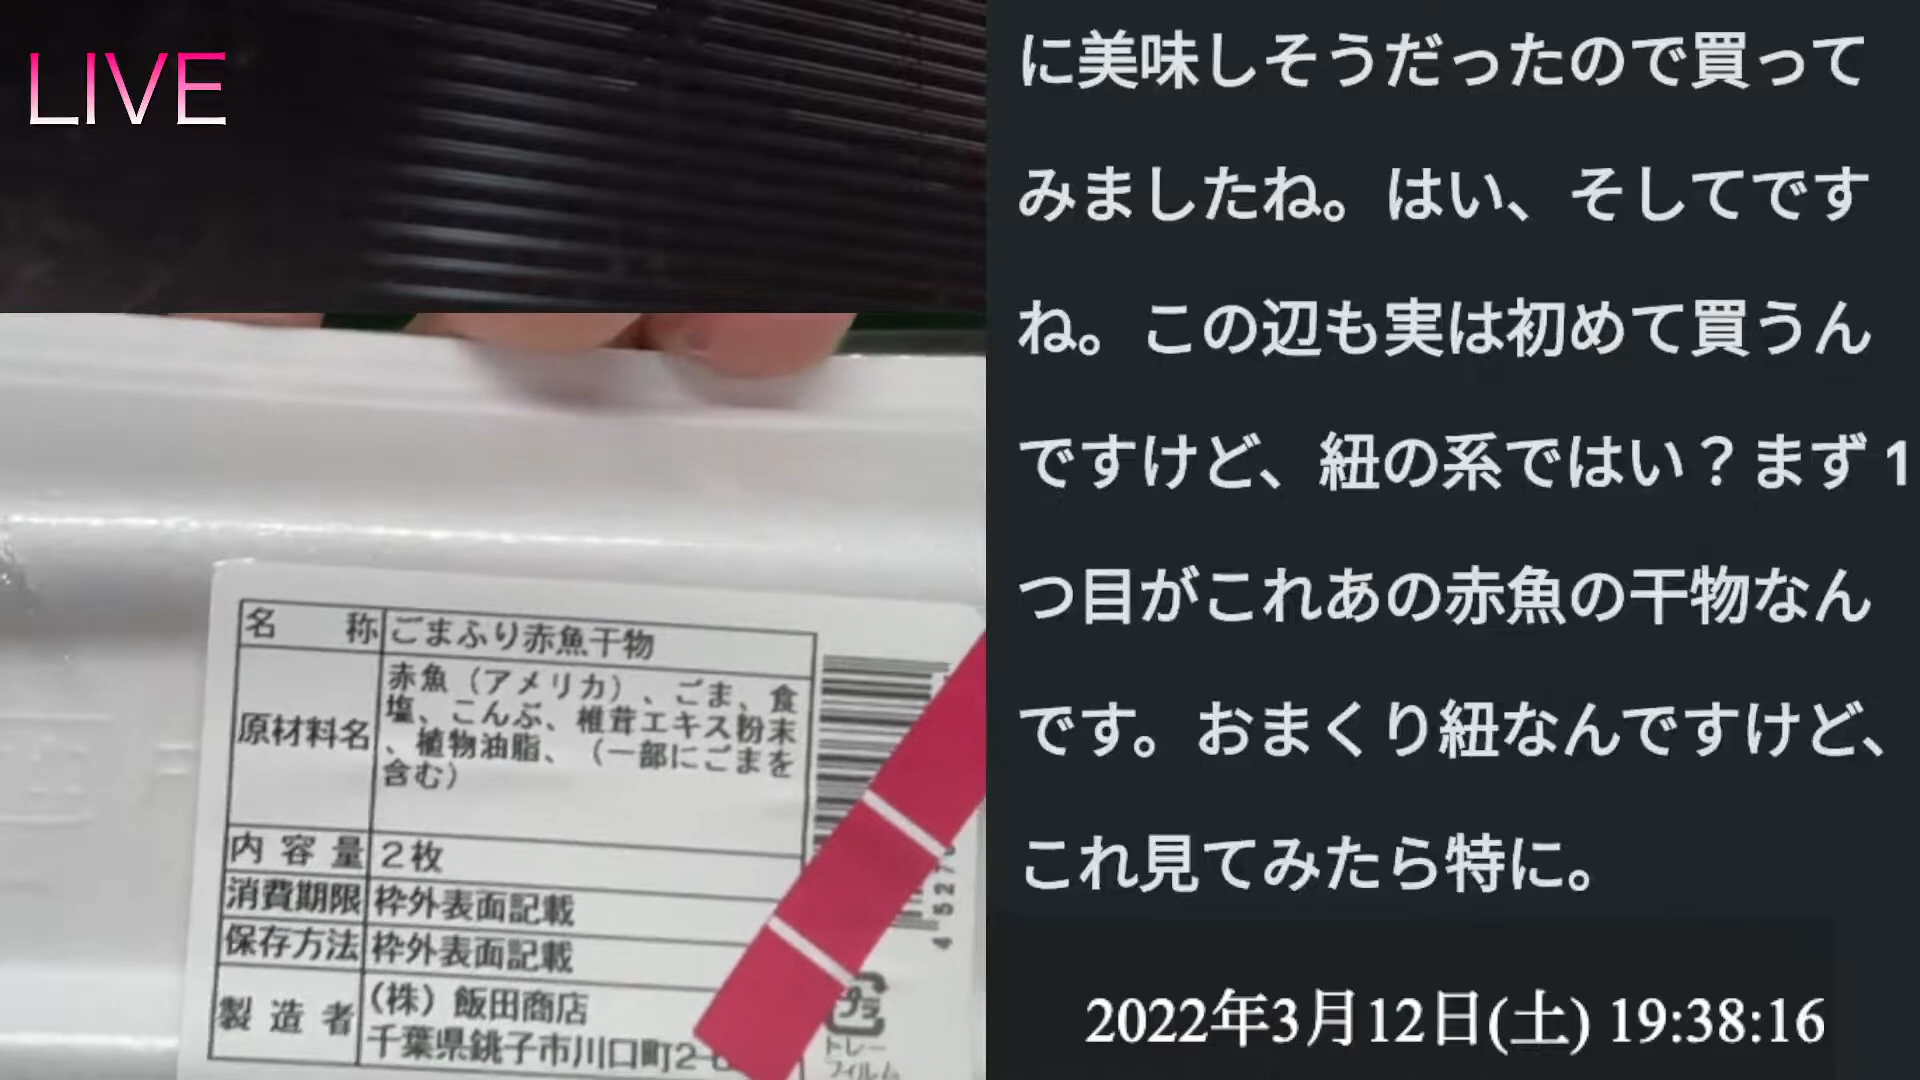 LIVE
名称 ごまふり赤魚干物
原材料名 赤魚（アメリカ）、ごま、食
塩、こんぶ、椎茸エキス粉末
、植物油脂、（一部にごまを
含む）
内容量 2枚
消費期限 枠外表面記載
保存方法 枠外表面記載
製造者 (株)飯田商店
千葉県銚子市川口町2-
プラ
トレー
フィルム
に美味しそうだったので買って
みましたね。はい、そしてです
ね。この辺も実は初めて買うん
ですけど、紐の系ではい？まず1
つ目がこれあの赤魚の干物なん
です。おまくり紐なんですけど、
これ見てみたら特に。
2022年3月12日(土) 19:38:16